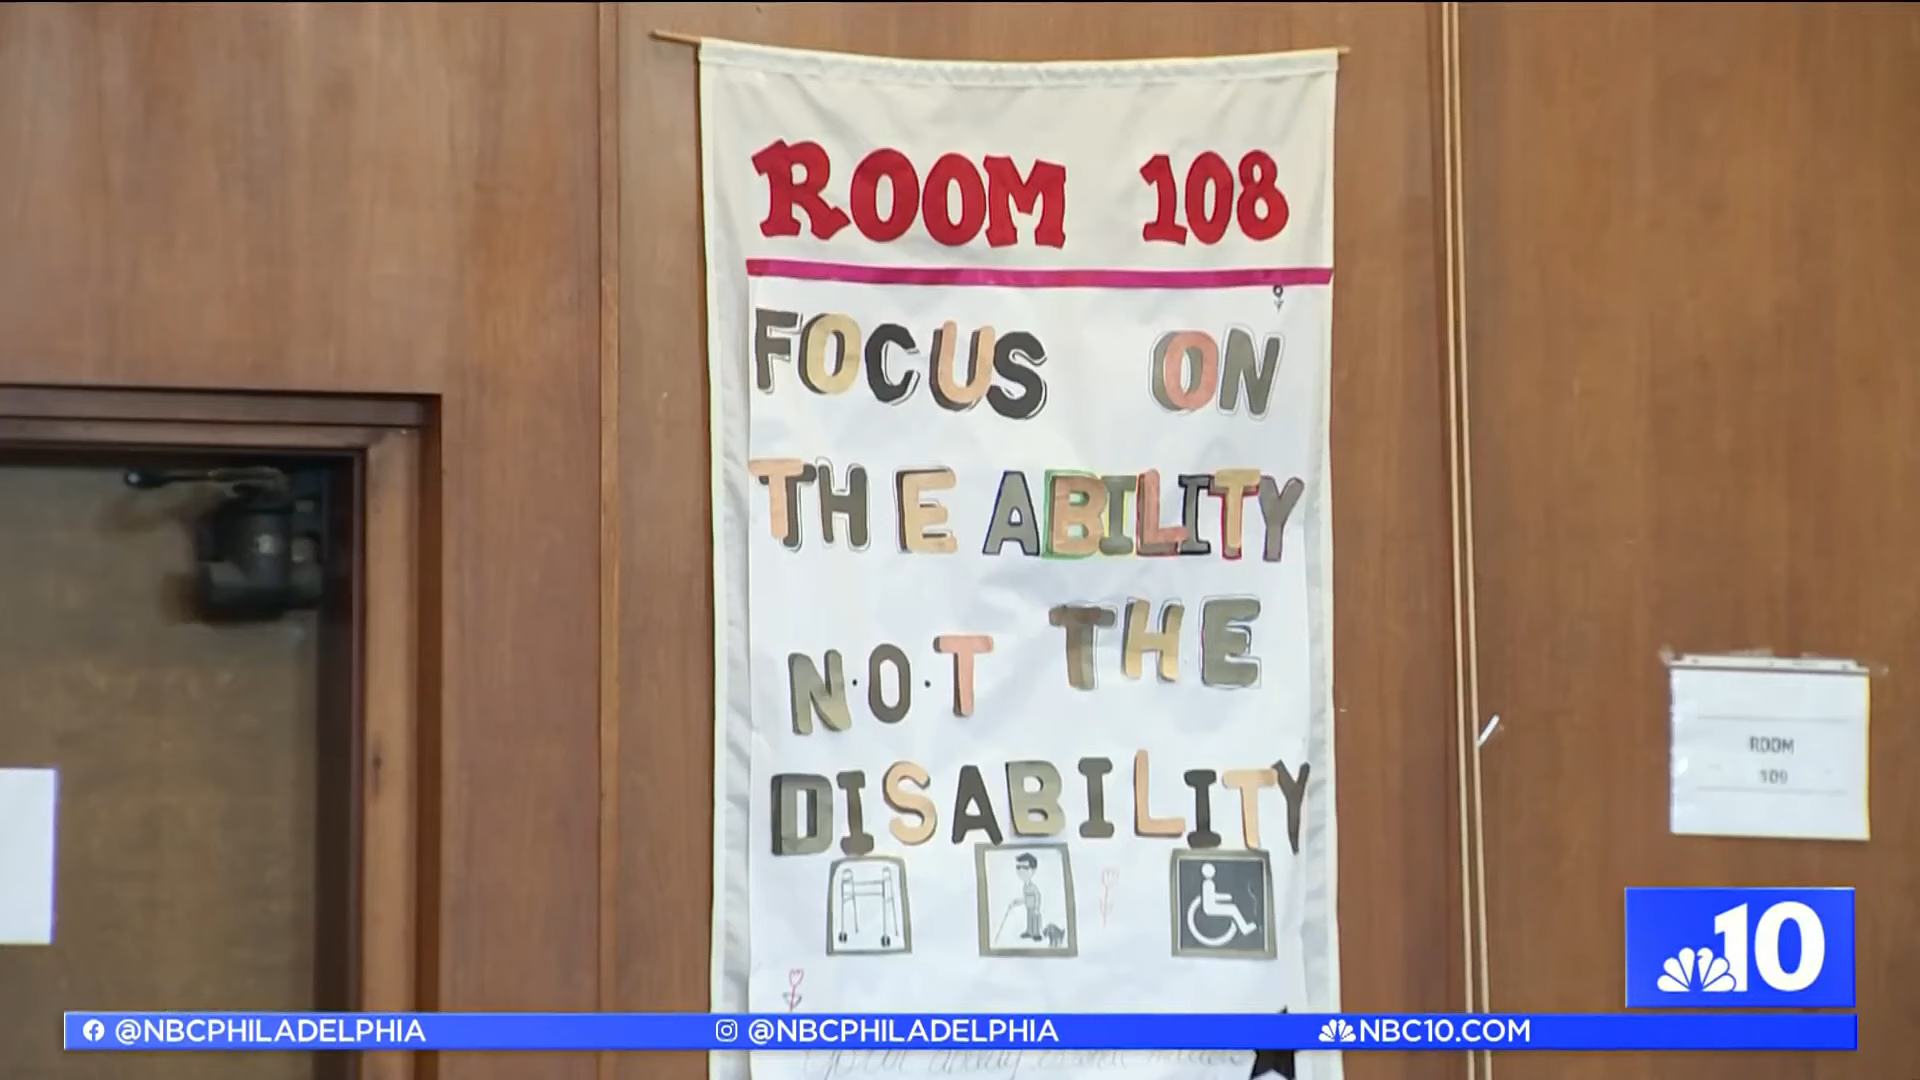 ROOM 108
FOCUS ON
THE ABILITY
N·O·T THE
DISABILITY
ROOM
10
@NBCPHILADELPHIA
@NBCPHILADELPHIA
NBC10.COM